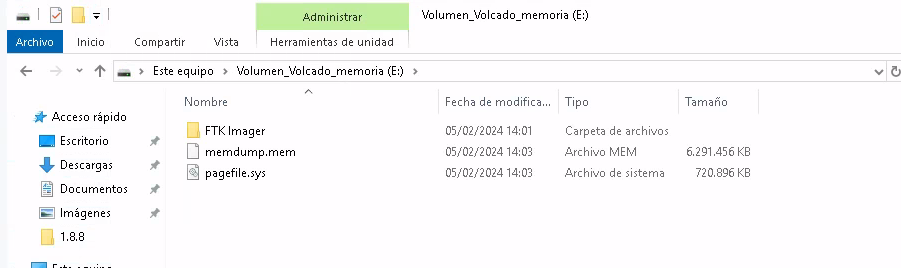 Administrar
Volumen_Volcado_memoria (E:)
Archivo Inicio Compartir Vista Herramientas de unidad
Este equipo Volumen_Volcado_memoria (E:)
Nombre Fecha de modifica... Tipo Tamaño
Acceso rápido
Escritorio
Descargas
Documentos
Imágenes
1.8.8
FTK Imager 05/02/2024 14:01 Carpeta de archivos
memdump.mem 05/02/2024 14:03 Archivo MEM 6.291.456 KB
pagefile.sys 05/02/2024 14:03 Archivo de sistema 720.896 KB
Este equipo